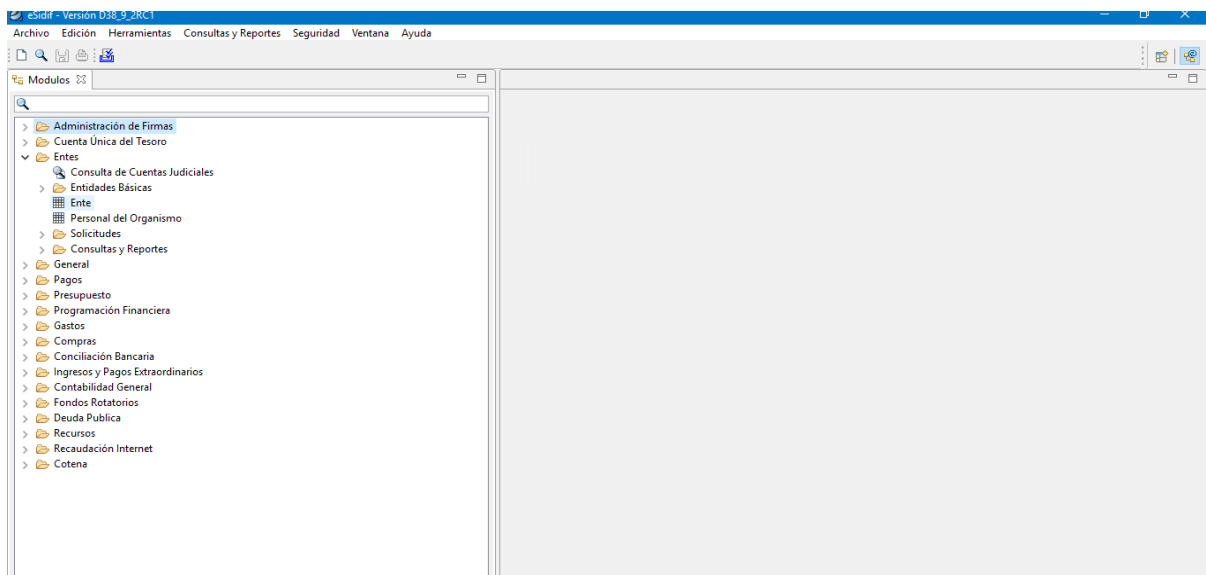 eSidif - Versión D38_9_2RC1
Archivo Edición Herramientas Consultas y Reportes Seguridad Ventana Ayuda
Modulos
Administración de Firmas
Cuenta Única del Tesoro
Entes
Consulta de Cuentas Judiciales
Entidades Básicas
Ente
Personal del Organismo
Solicitudes
Consultas y Reportes
General
Pagos
Presupuesto
Programación Financiera
Gastos
Compras
Conciliación Bancaria
Ingresos y Pagos Extraordinarios
Contabilidad General
Fondos Rotatorios
Deuda Publica
Recursos
Recaudación Internet
Cotena